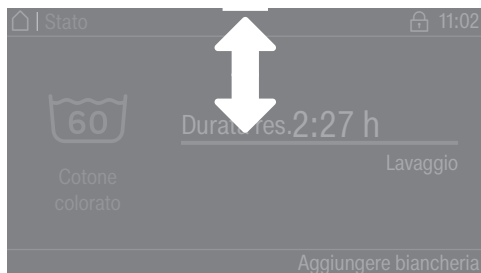 Stato 11:02
60 Durata res. 2:27 h
Lavaggio
Cotone
colorato
Aggiungere biancheria